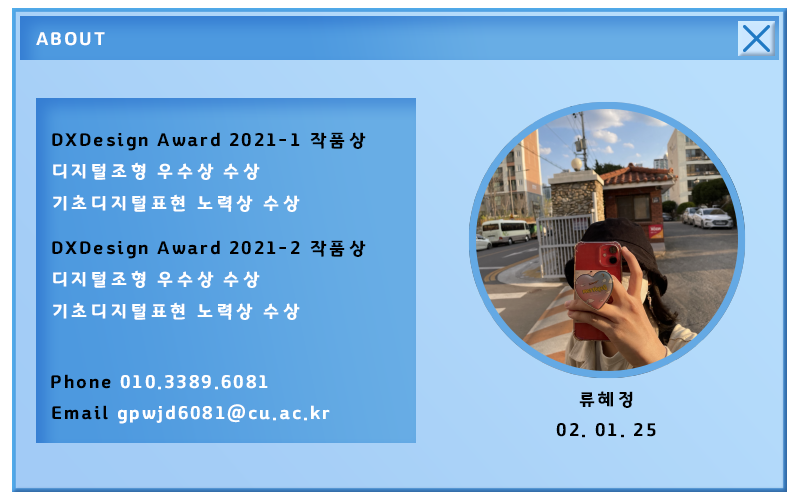 ABOUT
DXDesign Award 2021-1 작품상
디지털조형 우수상 수상
기초디지털표현 노력상 수상
DXDesign Award 2021-2 작품상
디지털조형 우수상 수상
기초디지털표현 노력상 수상
Phone 010.3389.6081
Email gpwjd6081@cu.ac.kr
류혜정
02. 01. 25